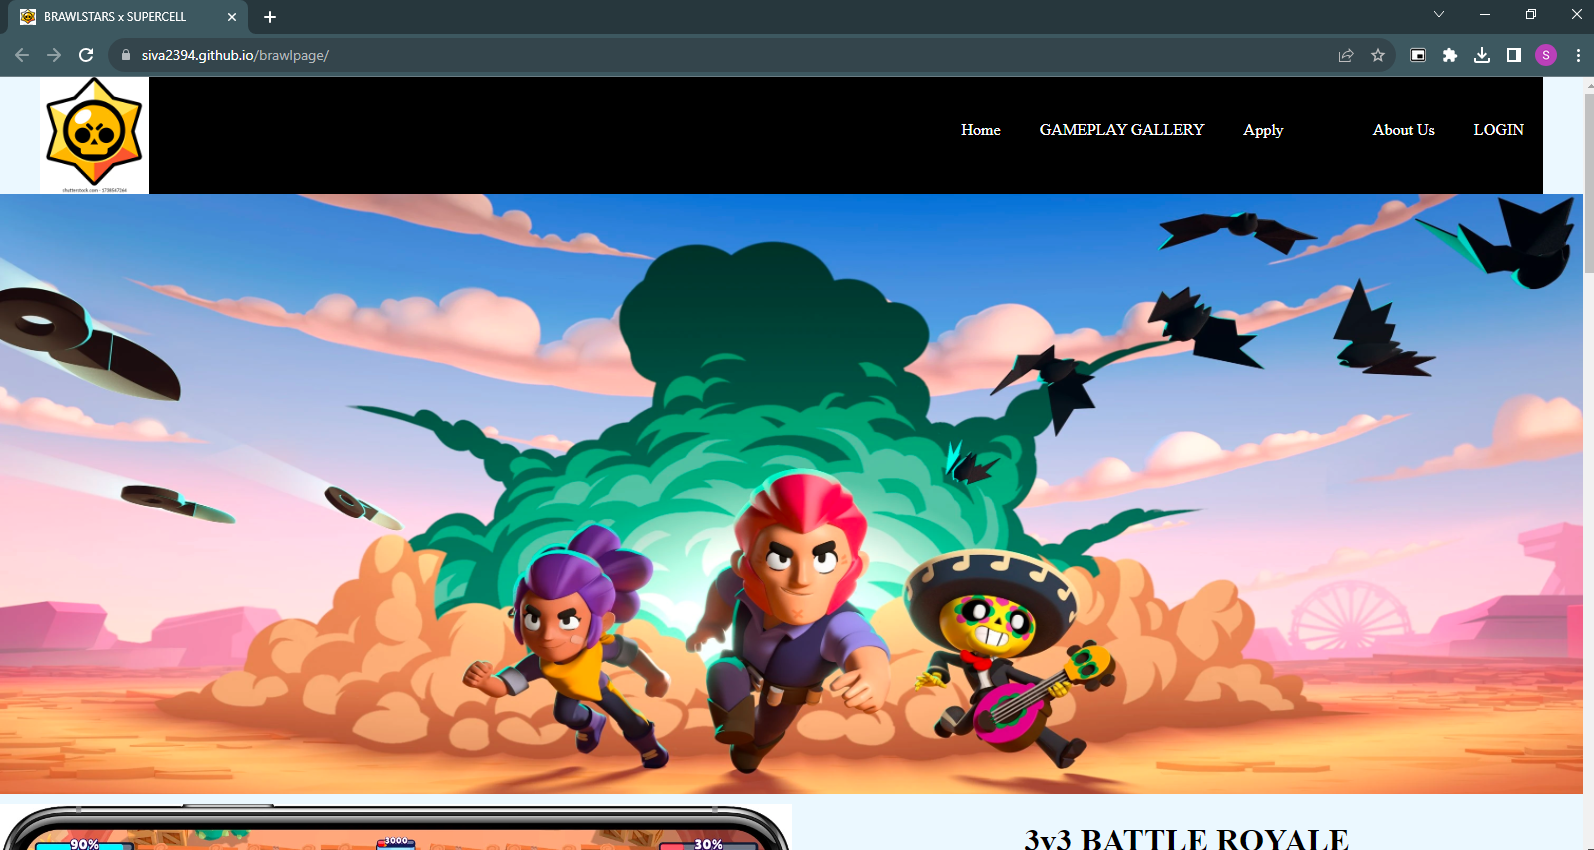 BRAWLSTARS x SUPERCELL
siva2394.github.io/brawlpage/
S
shutterstock.com · 1738547264
Home GAMEPLAY GALLERY Apply About Us LOGIN
90% 3000 30%
3v3 BATTLE ROYALE